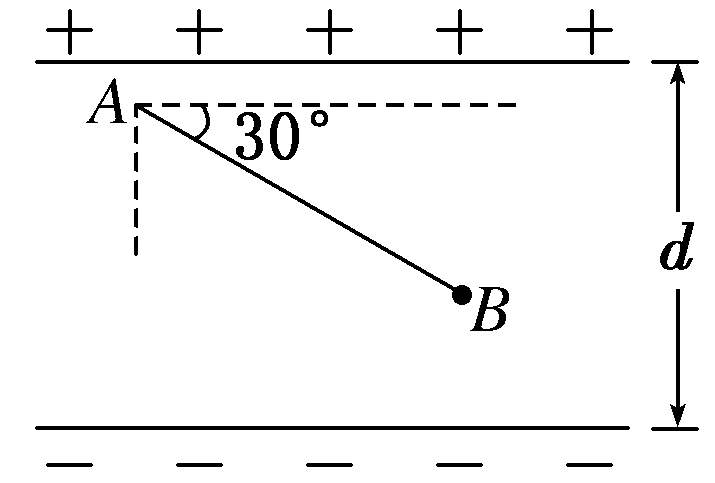 + + + + +
A
30°
d
B
− − − − −